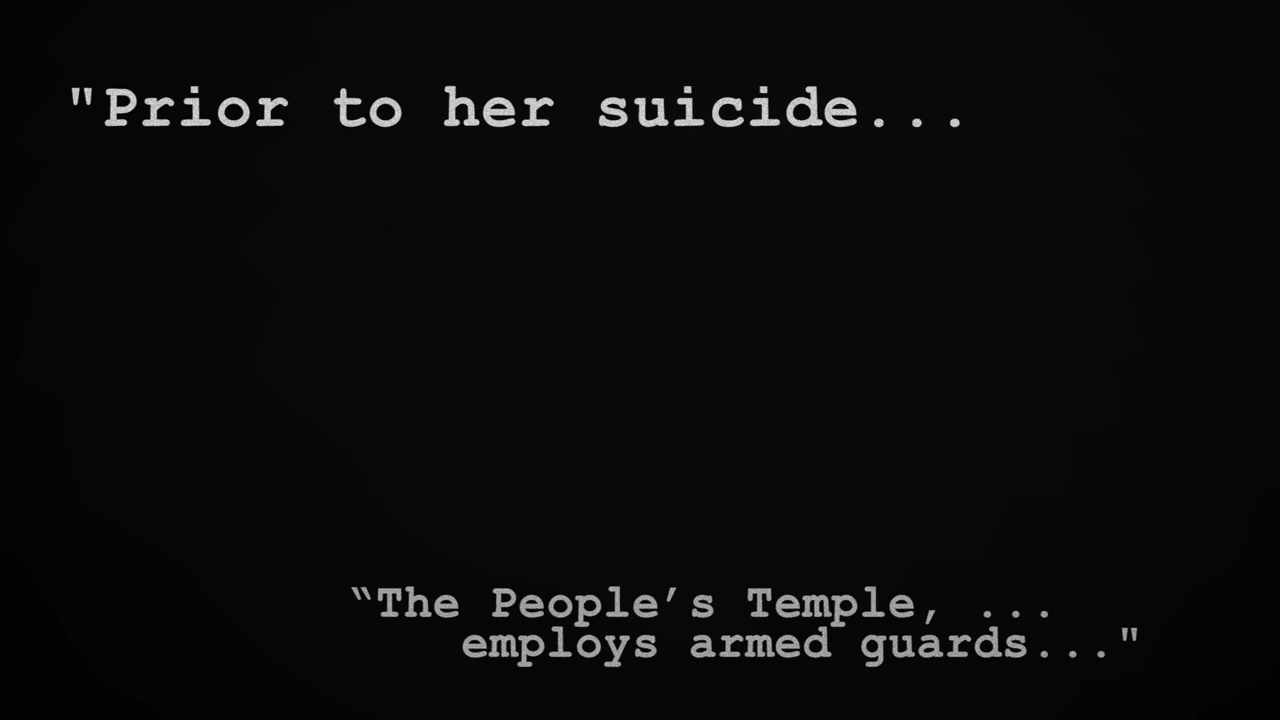 "Prior to her suicide...
“The People’s Temple, ...
employs armed guards..."